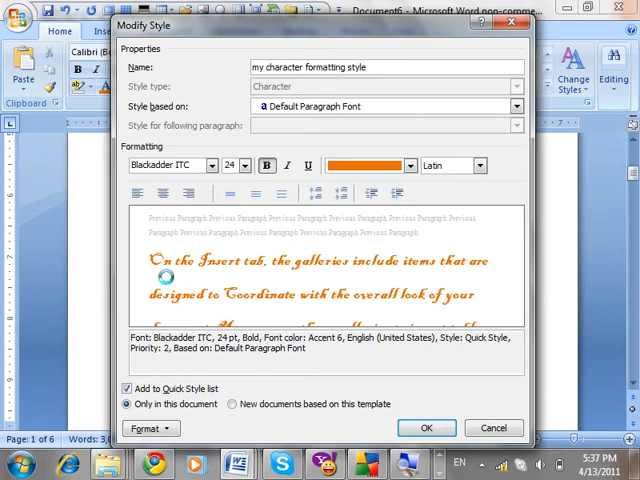 Document6 - Microsoft Word non-comme...
Home
Paste
Clipboard
Calibri (B
B
I
Change
Styles
Editing
Modify Style
Properties
Name:
my character formatting style
Style type:
Character
Style based on:
a Default Paragraph Font
Style for following paragraph:
Formatting
Blackadder ITC
24
B
I
U
Latin
Previous Paragraph Previous Paragraph Previous Paragraph Previous Paragraph Previous
Paragraph Previous Paragraph Previous Paragraph Previous Paragraph
On the Insert tab, the galleries include items that are
designed to Coordinate with the overall look of your
Font: Blackadder ITC, 24 pt, Bold, Font color: Accent 6, English (United States), Style: Quick Style,
Priority: 2, Based on: Default Paragraph Font
Add to Quick Style list
Only in this document
New documents based on this template
Format
OK
Cancel
Page: 1 of 6
Words: 3,0
EN
5:37 PM
4/13/2011